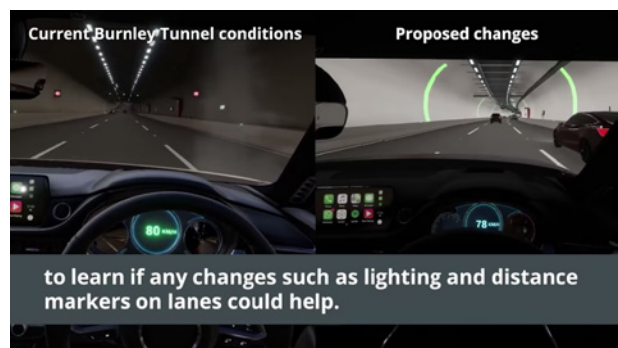 Current Burnley Tunnel conditions
Proposed changes
80 KM/H
78
to learn if any changes such as lighting and distance
markers on lanes could help.